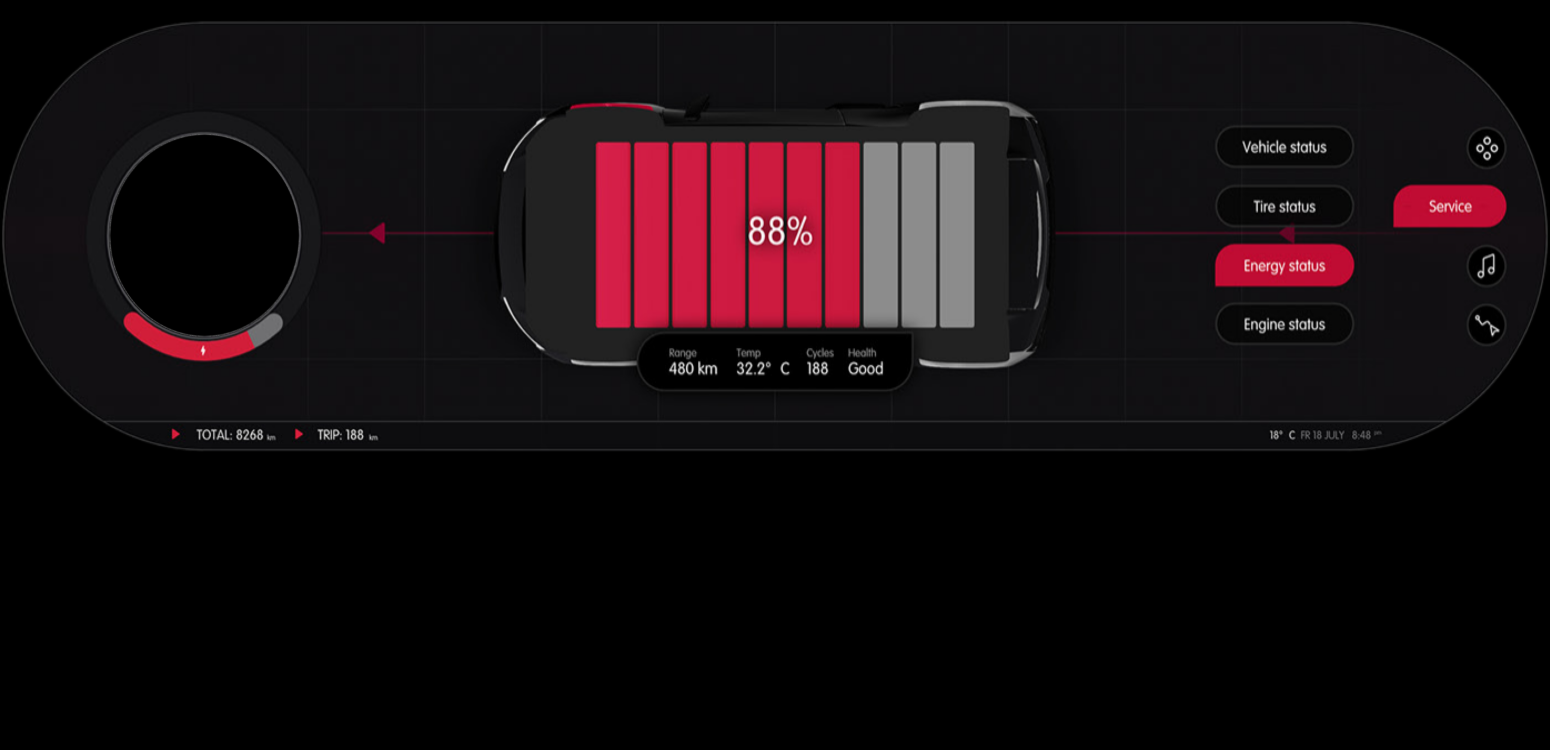 Vehicle status
Tire status
Service
88%
Energy status
Engine status
Range Temp Cycles Health
480 km 32.2° C 188 Good
TOTAL: 8268 km TRIP: 188 km
18° C FR 18 JULY 8:48 pm